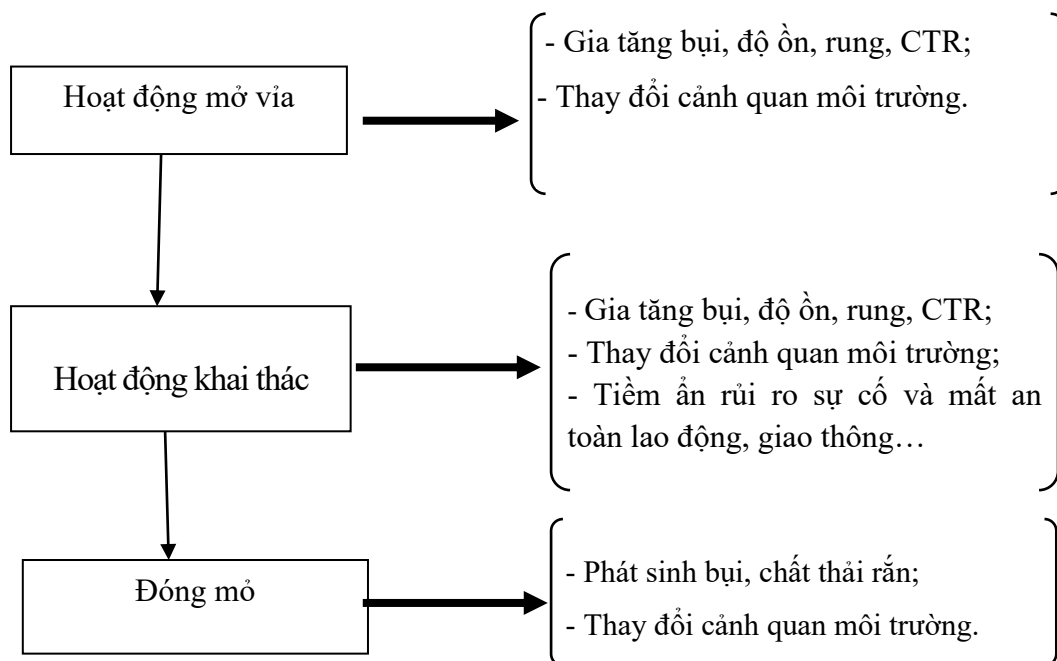 Hoạt động mở vỉa
- Gia tăng bụi, độ ồn, rung, CTR;
- Thay đổi cảnh quan môi trường.
Hoạt động khai thác
- Gia tăng bụi, độ ồn, rung, CTR;
- Thay đổi cảnh quan môi trường;
- Tiềm ẩn rủi ro sự cố và mất an
toàn lao động, giao thông…
Đóng mỏ
- Phát sinh bụi, chất thải rắn;
- Thay đổi cảnh quan môi trường.